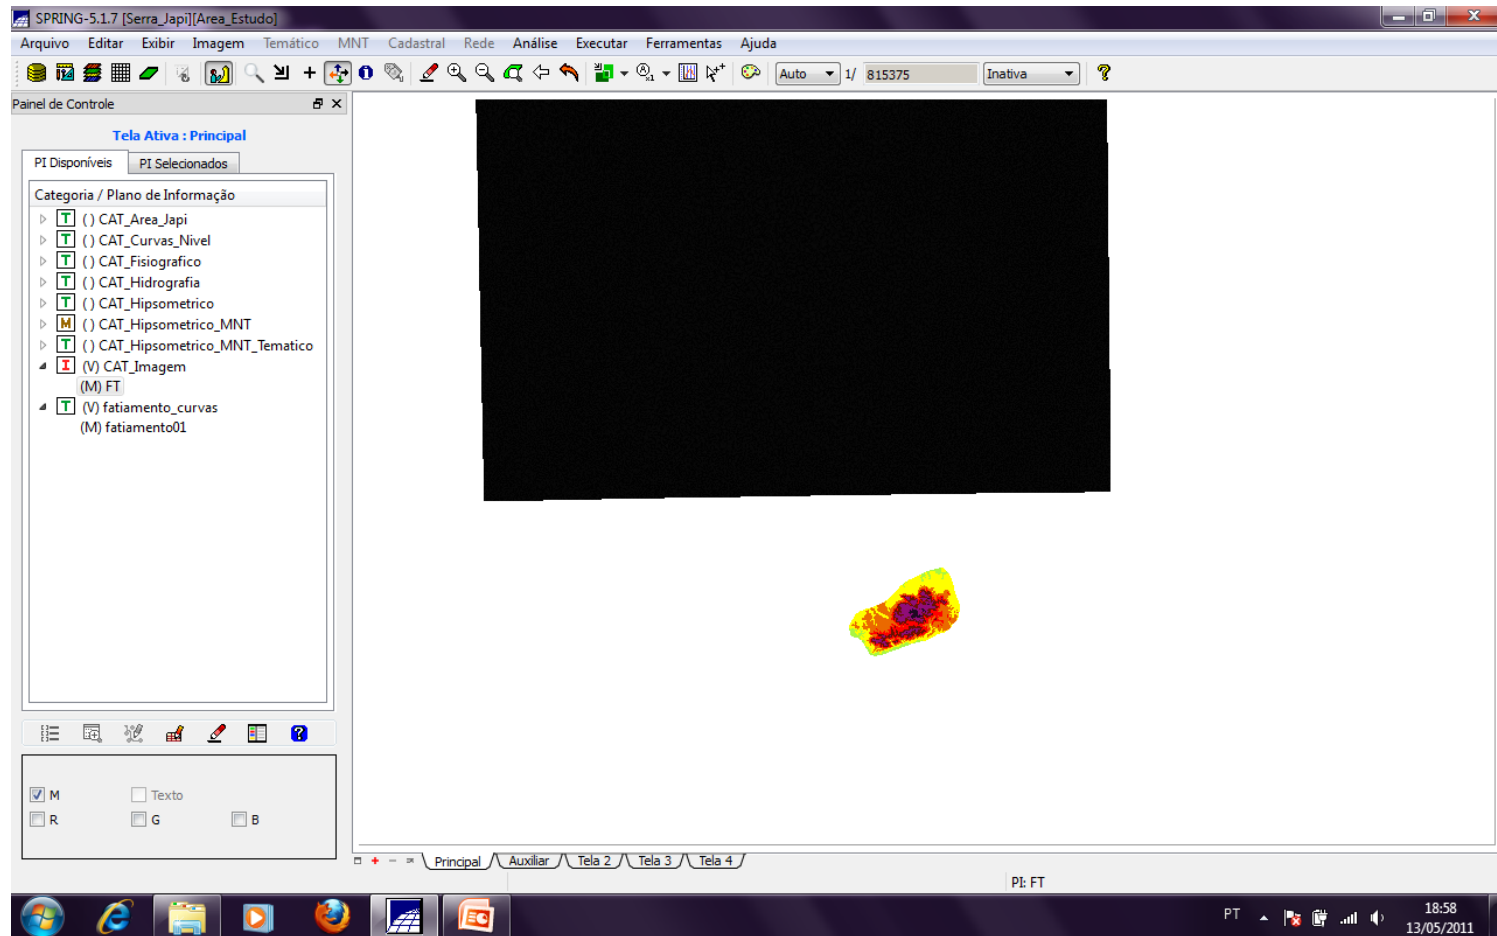 SPRING-5.1.7 [Serra_Japi][Area_Estudo]
Arquivo Editar Exibir Imagem Temático MNT Cadastral Rede Análise Executar Ferramentas Ajuda
Auto 1/ 815375 Inativa
Painel de Controle
Tela Ativa : Principal
PI Disponíveis PI Selecionados
Categoria / Plano de Informação
T () CAT_Area_Japi
T () CAT_Curvas_Nivel
T () CAT_Fisiografico
T () CAT_Hidrografia
T () CAT_Hipsometrico
M () CAT_Hipsometrico_MNT
T () CAT_Hipsometrico_MNT_Tematico
I (V) CAT_Imagem
(M) FT
T (V) fatiamento_curvas
(M) fatiamento01
M Texto
R G B
Principal Auxiliar Tela 2 Tela 3 Tela 4
PI: FT
PT 18:58
13/05/2011